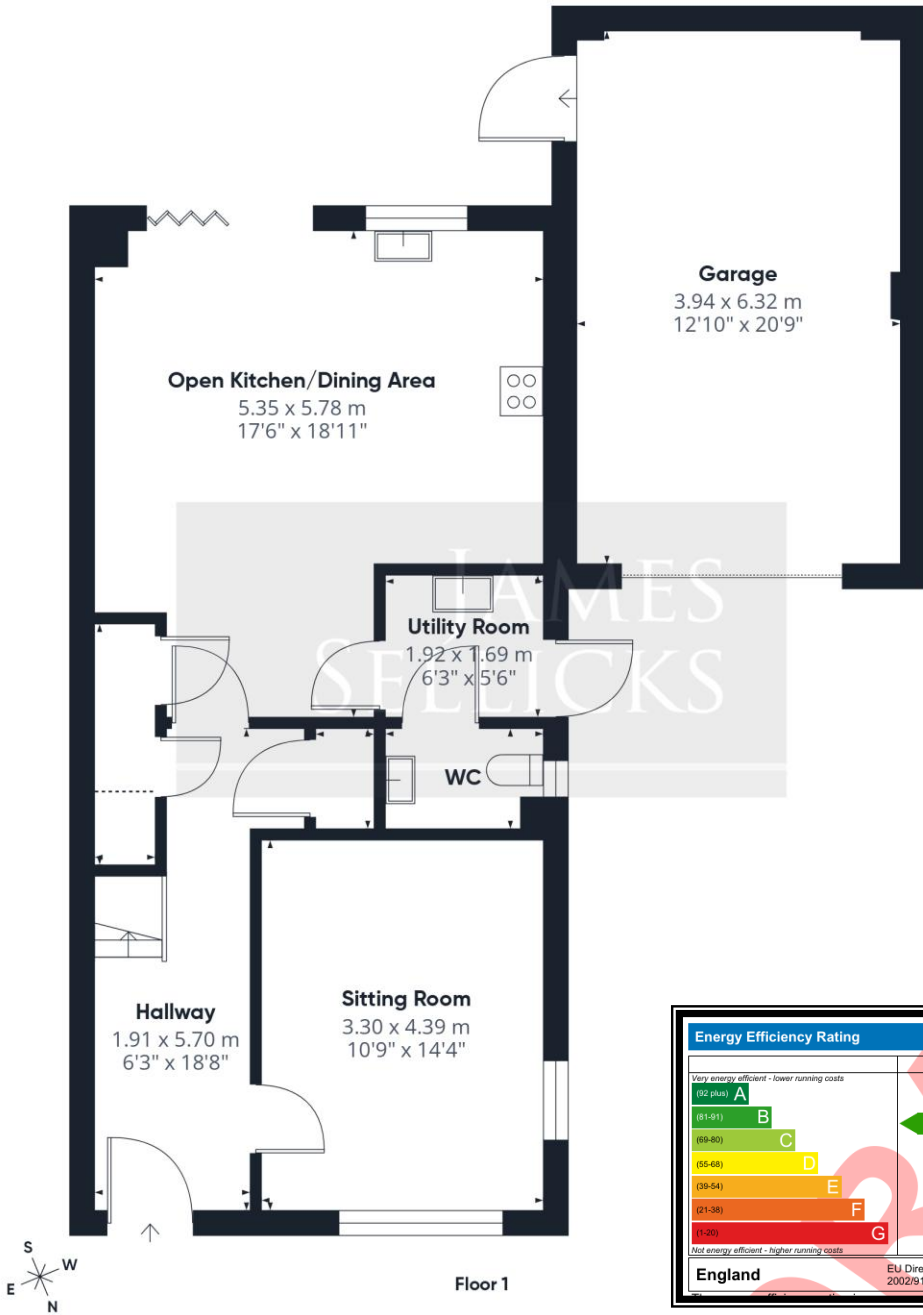 Garage
3.94 x 6.32 m
12'10" x 20'9"
Open Kitchen/Dining Area
5.35 x 5.78 m
17'6" x 18'11"
JAMES
SELLICKS
Utility Room
1.92 x 1.69 m
6'3" x 5'6"
WC
Hallway
1.91 x 5.70 m
6'3" x 18'8"
Sitting Room
3.30 x 4.39 m
10'9" x 14'4"
S
W
E
N
Floor 1
Energy Efficiency Rating
Very energy efficient - lower running costs
(92 plus) A
(81-91) B
(69-80) C
(55-68) D
(39-54) E
(21-38) F
(1-20) G
Not energy efficient - higher running costs
England
EU Dire
2002/91